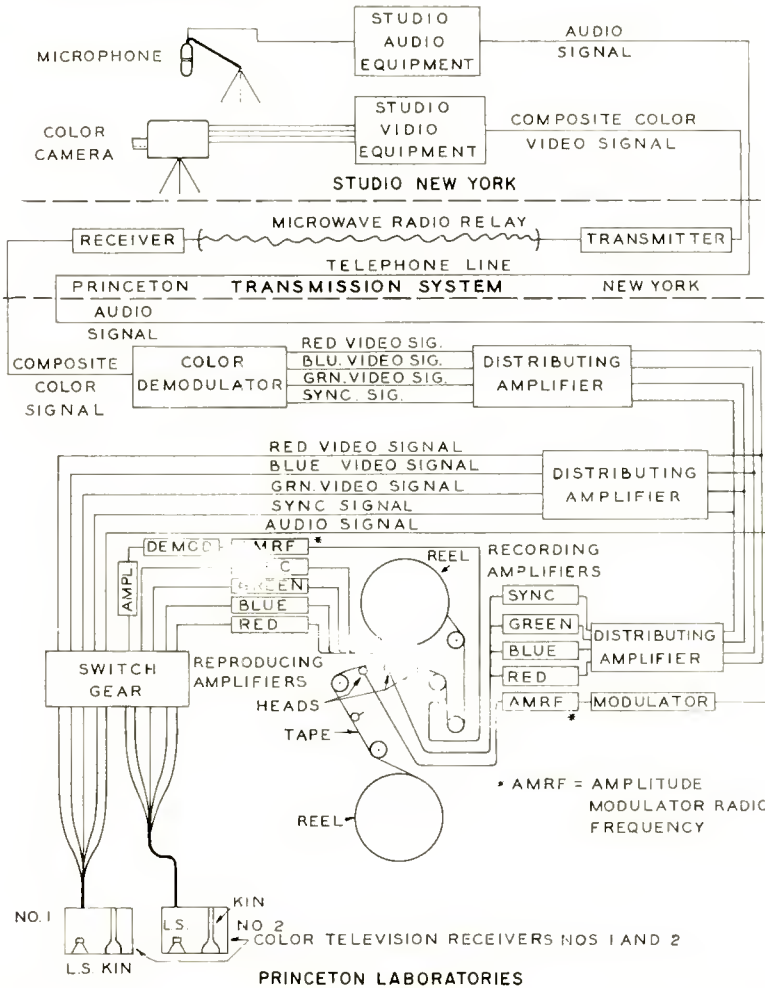 STUDIO
AUDIO
EQUIPMENT
AUDIO
SIGNAL
MICROPHONE
STUDIO
VIDIO
EQUIPMENT
COMPOSITE COLOR
VIDEO SIGNAL
COLOR
CAMERA
STUDIO NEW YORK
MICROWAVE RADIO RELAY
RECEIVER
TRANSMITTER
TELEPHONE LINE
PRINCETON
TRANSMISSION SYSTEM
NEW YORK
AUDIO
SIGNAL
COMPOSITE
COLOR
SIGNAL
COLOR
DEMODULATOR
RED VIDEO SIG.
BLU. VIDEO SIG.
GRN. VIDEO SIG.
SYNC. SIG.
DISTRIBUTING
AMPLIFIER
RED VIDEO SIGNAL
BLUE VIDEO SIGNAL
GRN. VIDEO SIGNAL
SYNC SIGNAL
AUDIO SIGNAL
DISTRIBUTING
AMPLIFIER
AMPL
*
GREEN
BLUE
RED
REEL
RECORDING
AMPLIFIERS
SYNC
GREEN
BLUE
RED
AMRF
*
DISTRIBUTING
AMPLIFIER
MODULATOR
SWITCH
GEAR
REPRODUCING
AMPLIFIERS
HEADS
TAPE
REEL
* AMRF = AMPLITUDE
MODULATOR RADIO
FREQUENCY
NO. 1
L.S. KIN
KIN
L.S.
NO 2
COLOR TELEVISION RECEIVERS NOS 1 AND 2
PRINCETON LABORATORIES